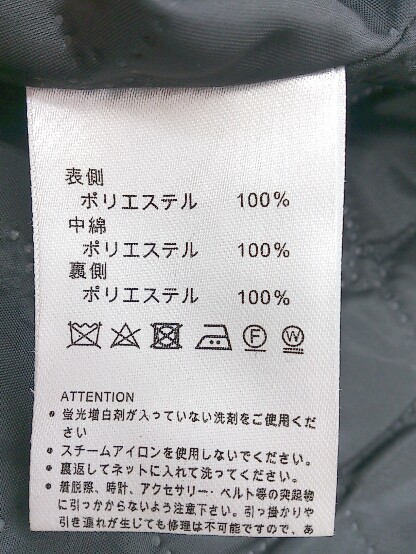 表側
ポリエステル 100%
中綿
ポリエステル 100%
裏側
ポリエステル 100%
F W
ATTENTION
• 蛍光増白剤が入っていない洗剤をご使用くだ
さい
• スチームアイロンを使用しないでください。
• 裏返してネットに入れて洗ってください。
• 着脱際、時計、アクセサリー・ベルト等の突起物
に引っかからないよう注意下さい。引っ掛かりや
引き連れが生じても修理は不可能ですので、あ